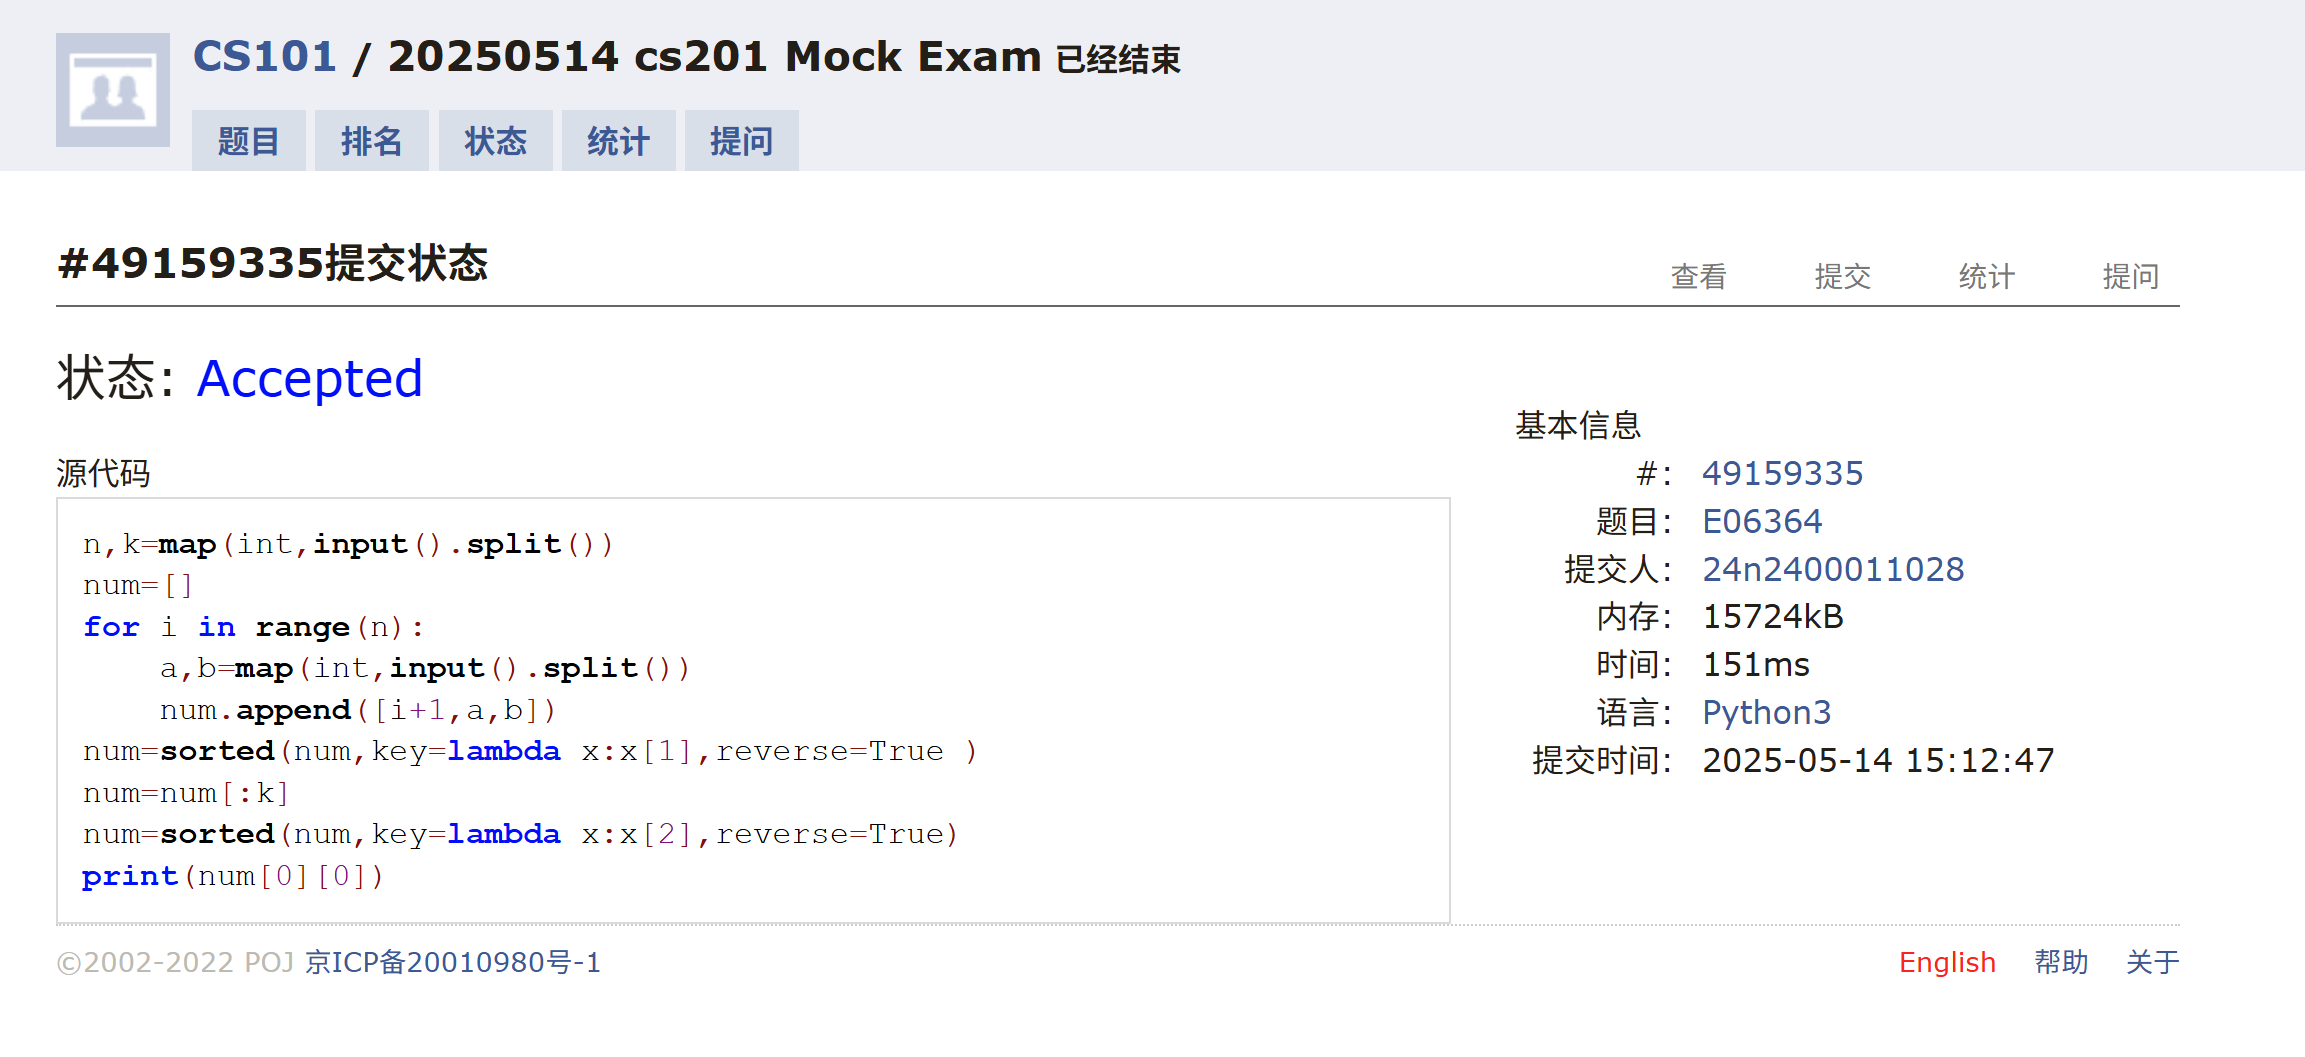 CS101 / 20250514 cs201 Mock Exam 已经结束
题目 排名 状态 统计 提问
#49159335提交状态
查看 提交 统计 提问
状态: Accepted
源代码
n,k=map(int,input().split())
num=[]
for i in range(n):
    a,b=map(int,input().split())
    num.append([i+1,a,b])
num=sorted(num,key=lambda x:x[1],reverse=True )
num=num[:k]
num=sorted(num,key=lambda x:x[2],reverse=True)
print(num[0][0])
基本信息
#: 49159335
题目: E06364
提交人: 24n2400011028
内存: 15724kB
时间: 151ms
语言: Python3
提交时间: 2025-05-14 15:12:47
©2002-2022 POJ 京ICP备20010980号-1
English 帮助 关于